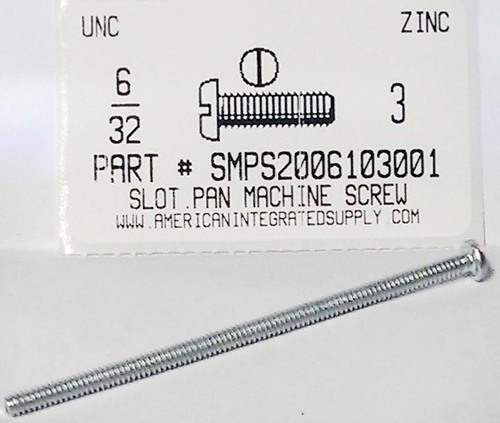 UNC ZINC
6/32 3
PART # SMPS2006103001
SLOT.PAN MACHINE SCREW
WWW.AMERICANINTEGRATEDSUPPLY.COM